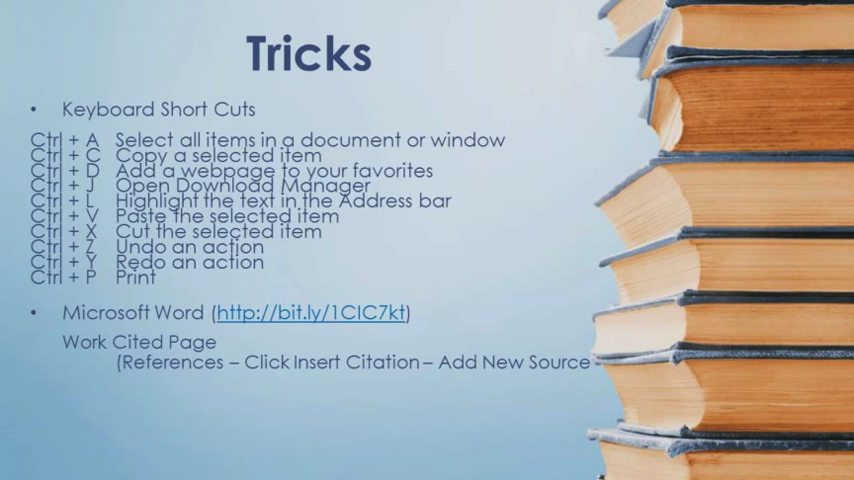 Tricks
• Keyboard Short Cuts
Ctrl + A Select all items in a document or window
Ctrl + C Copy a selected item
Ctrl + D Add a webpage to your favorites
Ctrl + J Open Download Manager
Ctrl + L Highlight the text in the Address bar
Ctrl + V Paste the selected item
Ctrl + X Cut the selected item
Ctrl + Z Undo an action
Ctrl + Y Redo an action
Ctrl + P Print
• Microsoft Word (http://bit.ly/1CIC7kt)
Work Cited Page
(References – Click Insert Citation – Add New Source